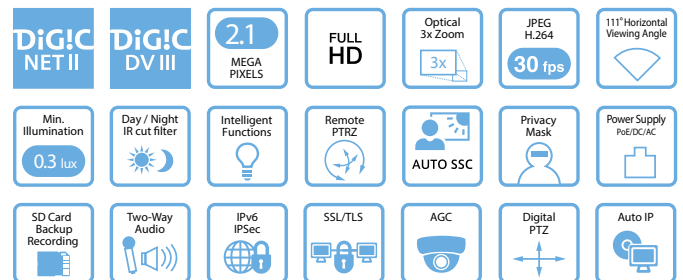 DiG!C
NET II
DiG!C
DV III
2.1
MEGA
PIXELS
FULL
HD
Optical
3x Zoom
3x
JPEG
H.264
30 fps
111° Horizontal
Viewing Angle
Min.
Illumination
0.3 lux
Day / Night
IR cut filter
Intelligent
Functions
Remote
PTRZ
AUTO SSC
Privacy
Mask
Power Supply
PoE/DC/AC
SD Card
Backup
Recording
Two-Way
Audio
IPv6
IPSec
SSL/TLS
AGC
Digital
PTZ
Auto IP